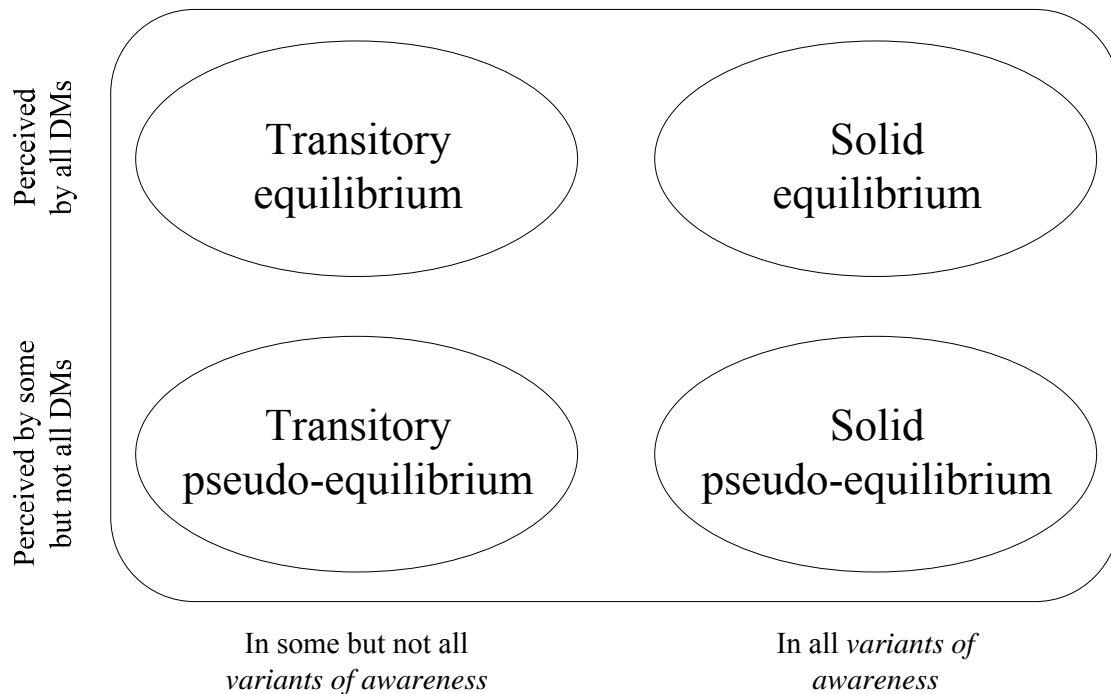 Perceived
by all DMs
Transitory
equilibrium
Solid
equilibrium
Perceived by some
but not all DMs
Transitory
pseudo-equilibrium
Solid
pseudo-equilibrium
In some but not all
variants of awareness
In all variants of
awareness